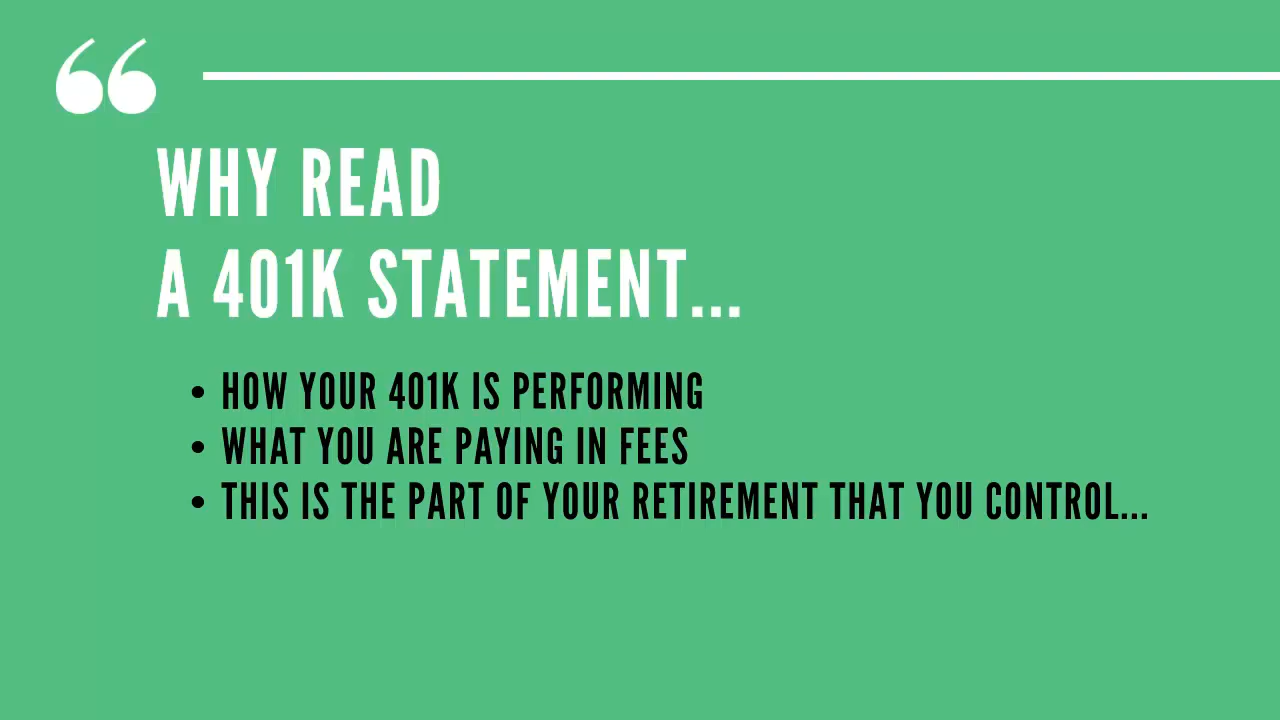 “
WHY READ
A 401K STATEMENT...
• HOW YOUR 401K IS PERFORMING
• WHAT YOU ARE PAYING IN FEES
• THIS IS THE PART OF YOUR RETIREMENT THAT YOU CONTROL...